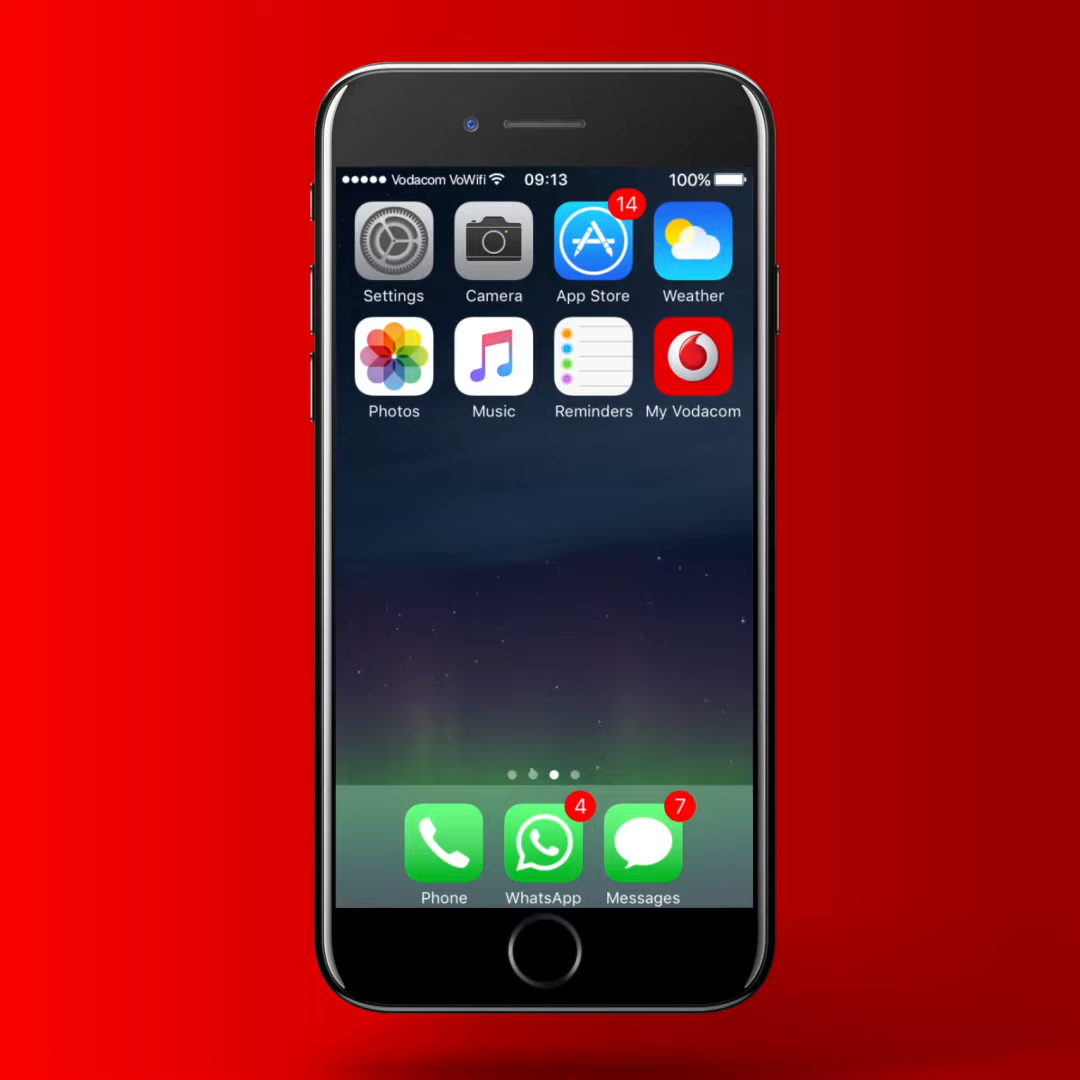 Vodacom VoWifi 09:13 100%
14
Settings Camera App Store Weather
Photos Music Reminders My Vodacom
4 7
Phone WhatsApp Messages